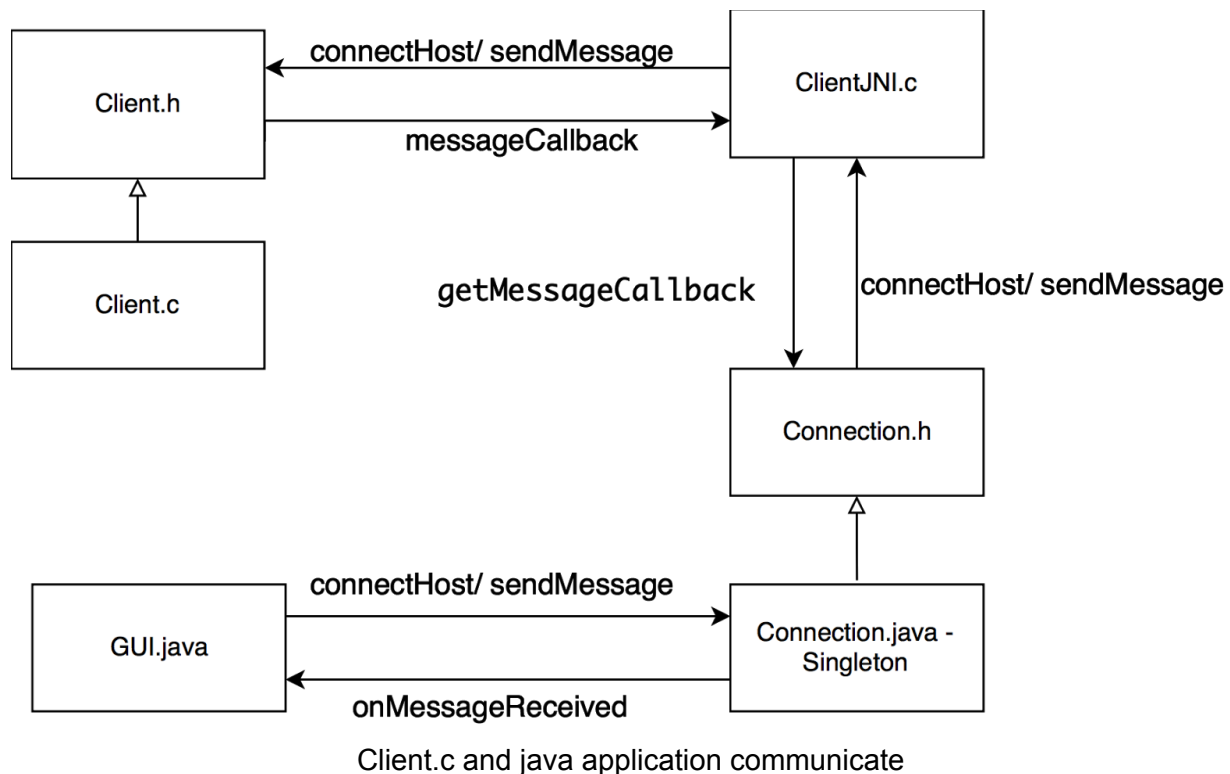 connectHost/ sendMessage
Client.h
ClientJNI.c
messageCallback
Client.c
getMessageCallback
connectHost/ sendMessage
Connection.h
connectHost/ sendMessage
GUI.java
Connection.java -
Singleton
onMessageReceived
Client.c and java application communicate